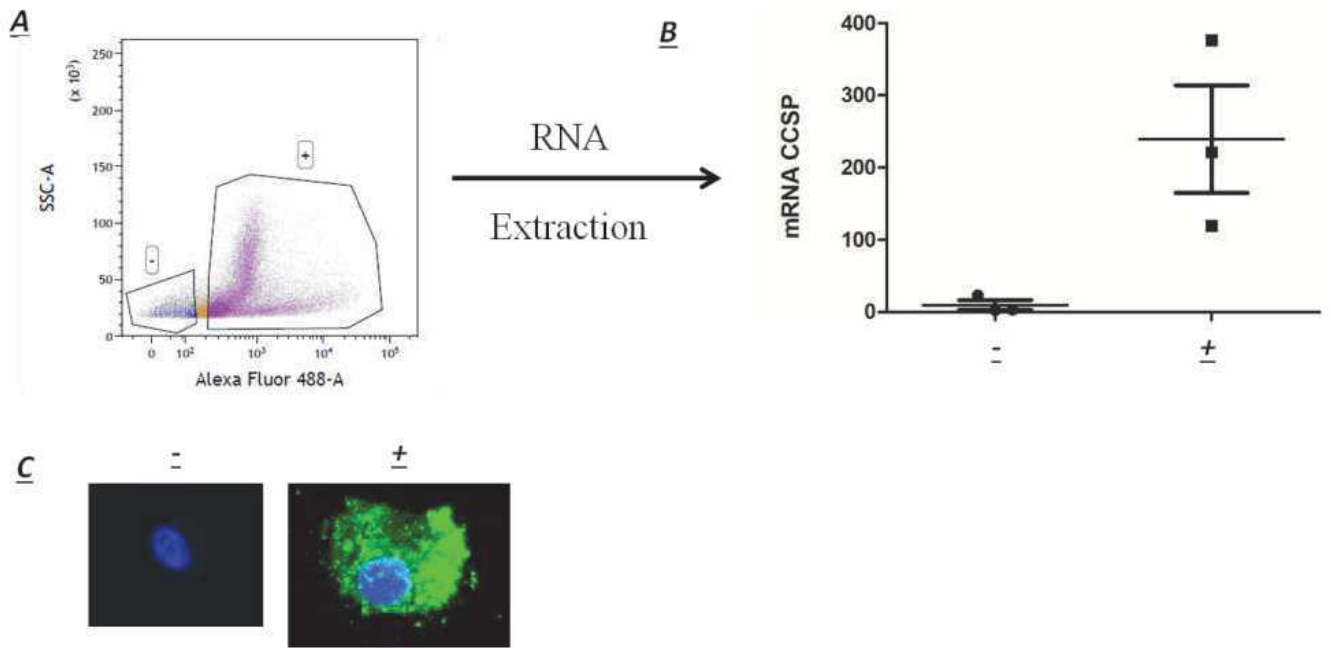 A
250
(x 10³)
200
150
100
50
0
SSC-A
+
-
0 10² 10³ 10⁴ 10⁵
Alexa Fluor 488-A
RNA
Extraction
B
400
300
200
100
0
mRNA CCSP
- +
C
- +